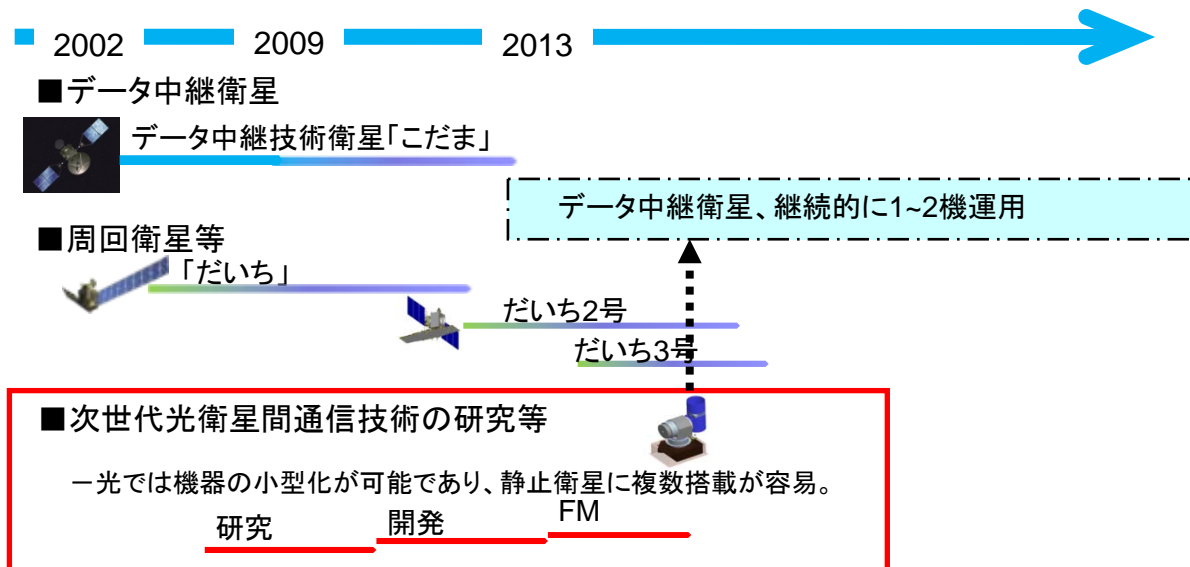 2002 2009 2013
■データ中継衛星
データ中継技術衛星「こだま」
データ中継衛星、継続的に1~2機運用
■周回衛星等
「だいち」
だいち2号
だいち3号
■次世代光衛星間通信技術の研究等
－光では機器の小型化が可能であり、静止衛星に複数搭載が容易。
研究 開発 FM